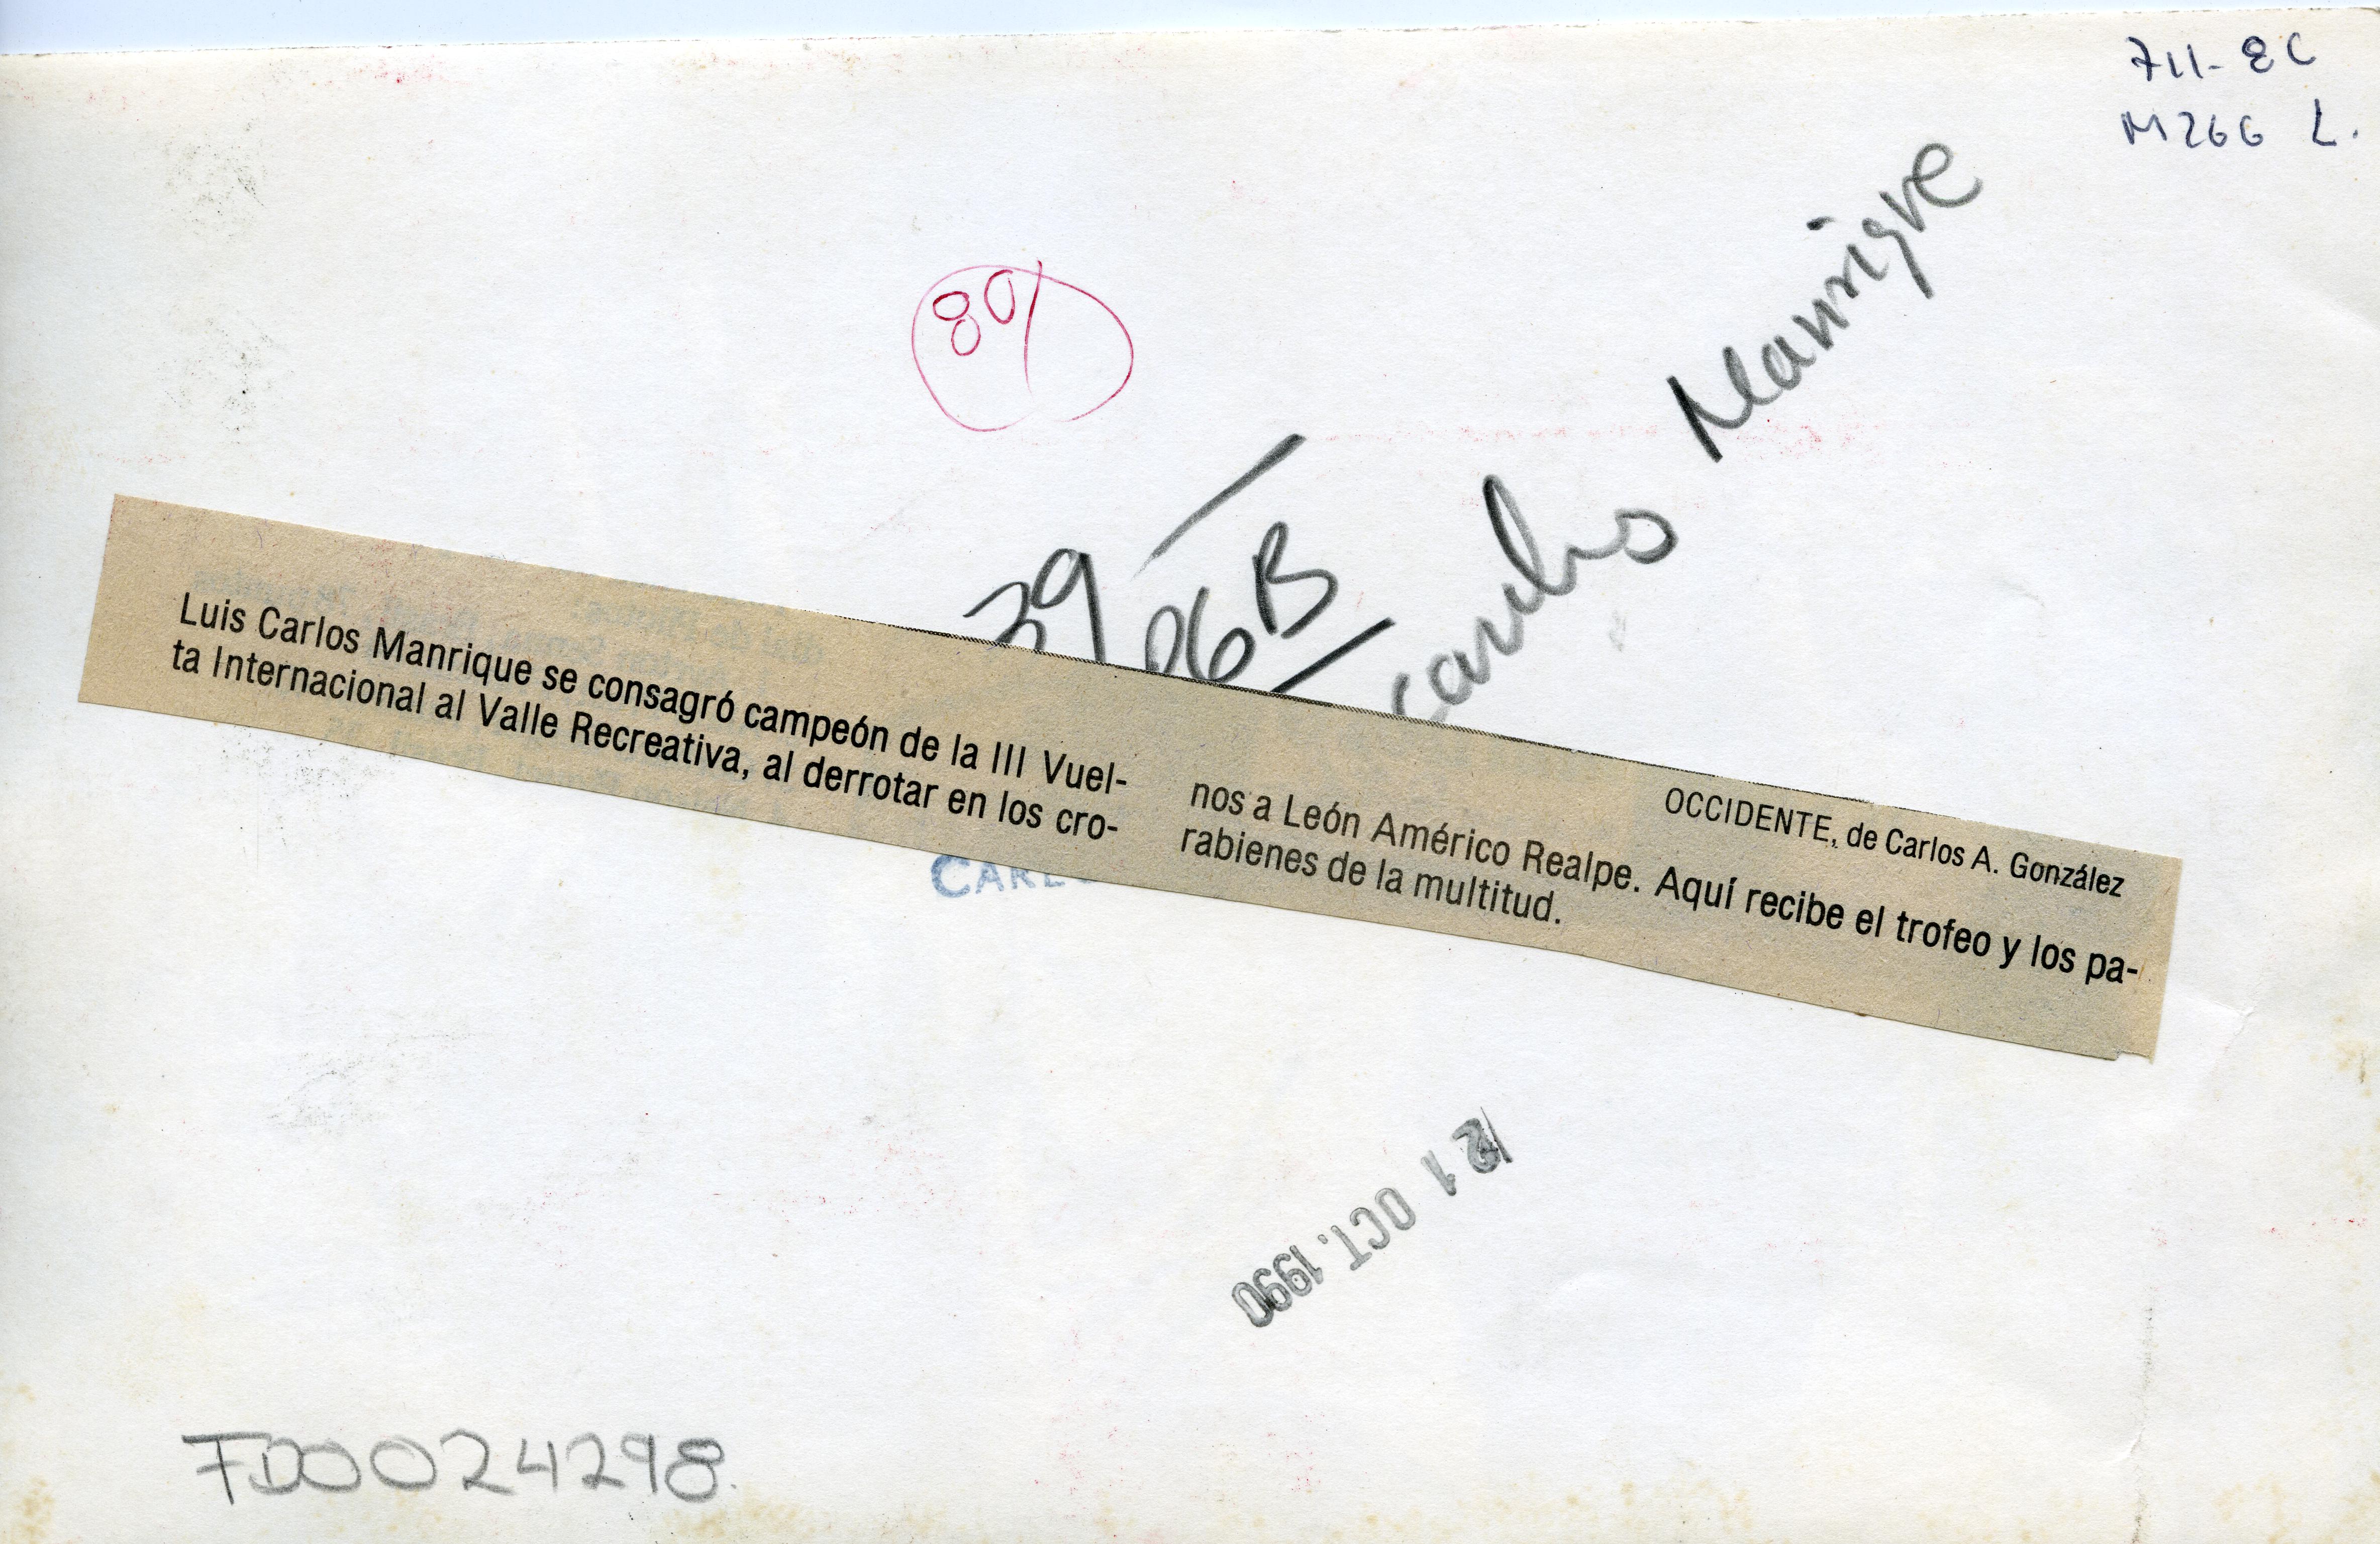 711-8C
M266 L.
80/
39
06B
Carlos Manrique
Luis Carlos Manrique se consagró campeón de la III Vuel-
ta Internacional al Valle Recreativa, al derrotar en los cro-
OCCIDENTE, de Carlos A. González
nos a León Américo Realpe. Aquí recibe el trofeo y los pa-
rabienes de la multitud.
21 OCT. 1990
FD0024298.